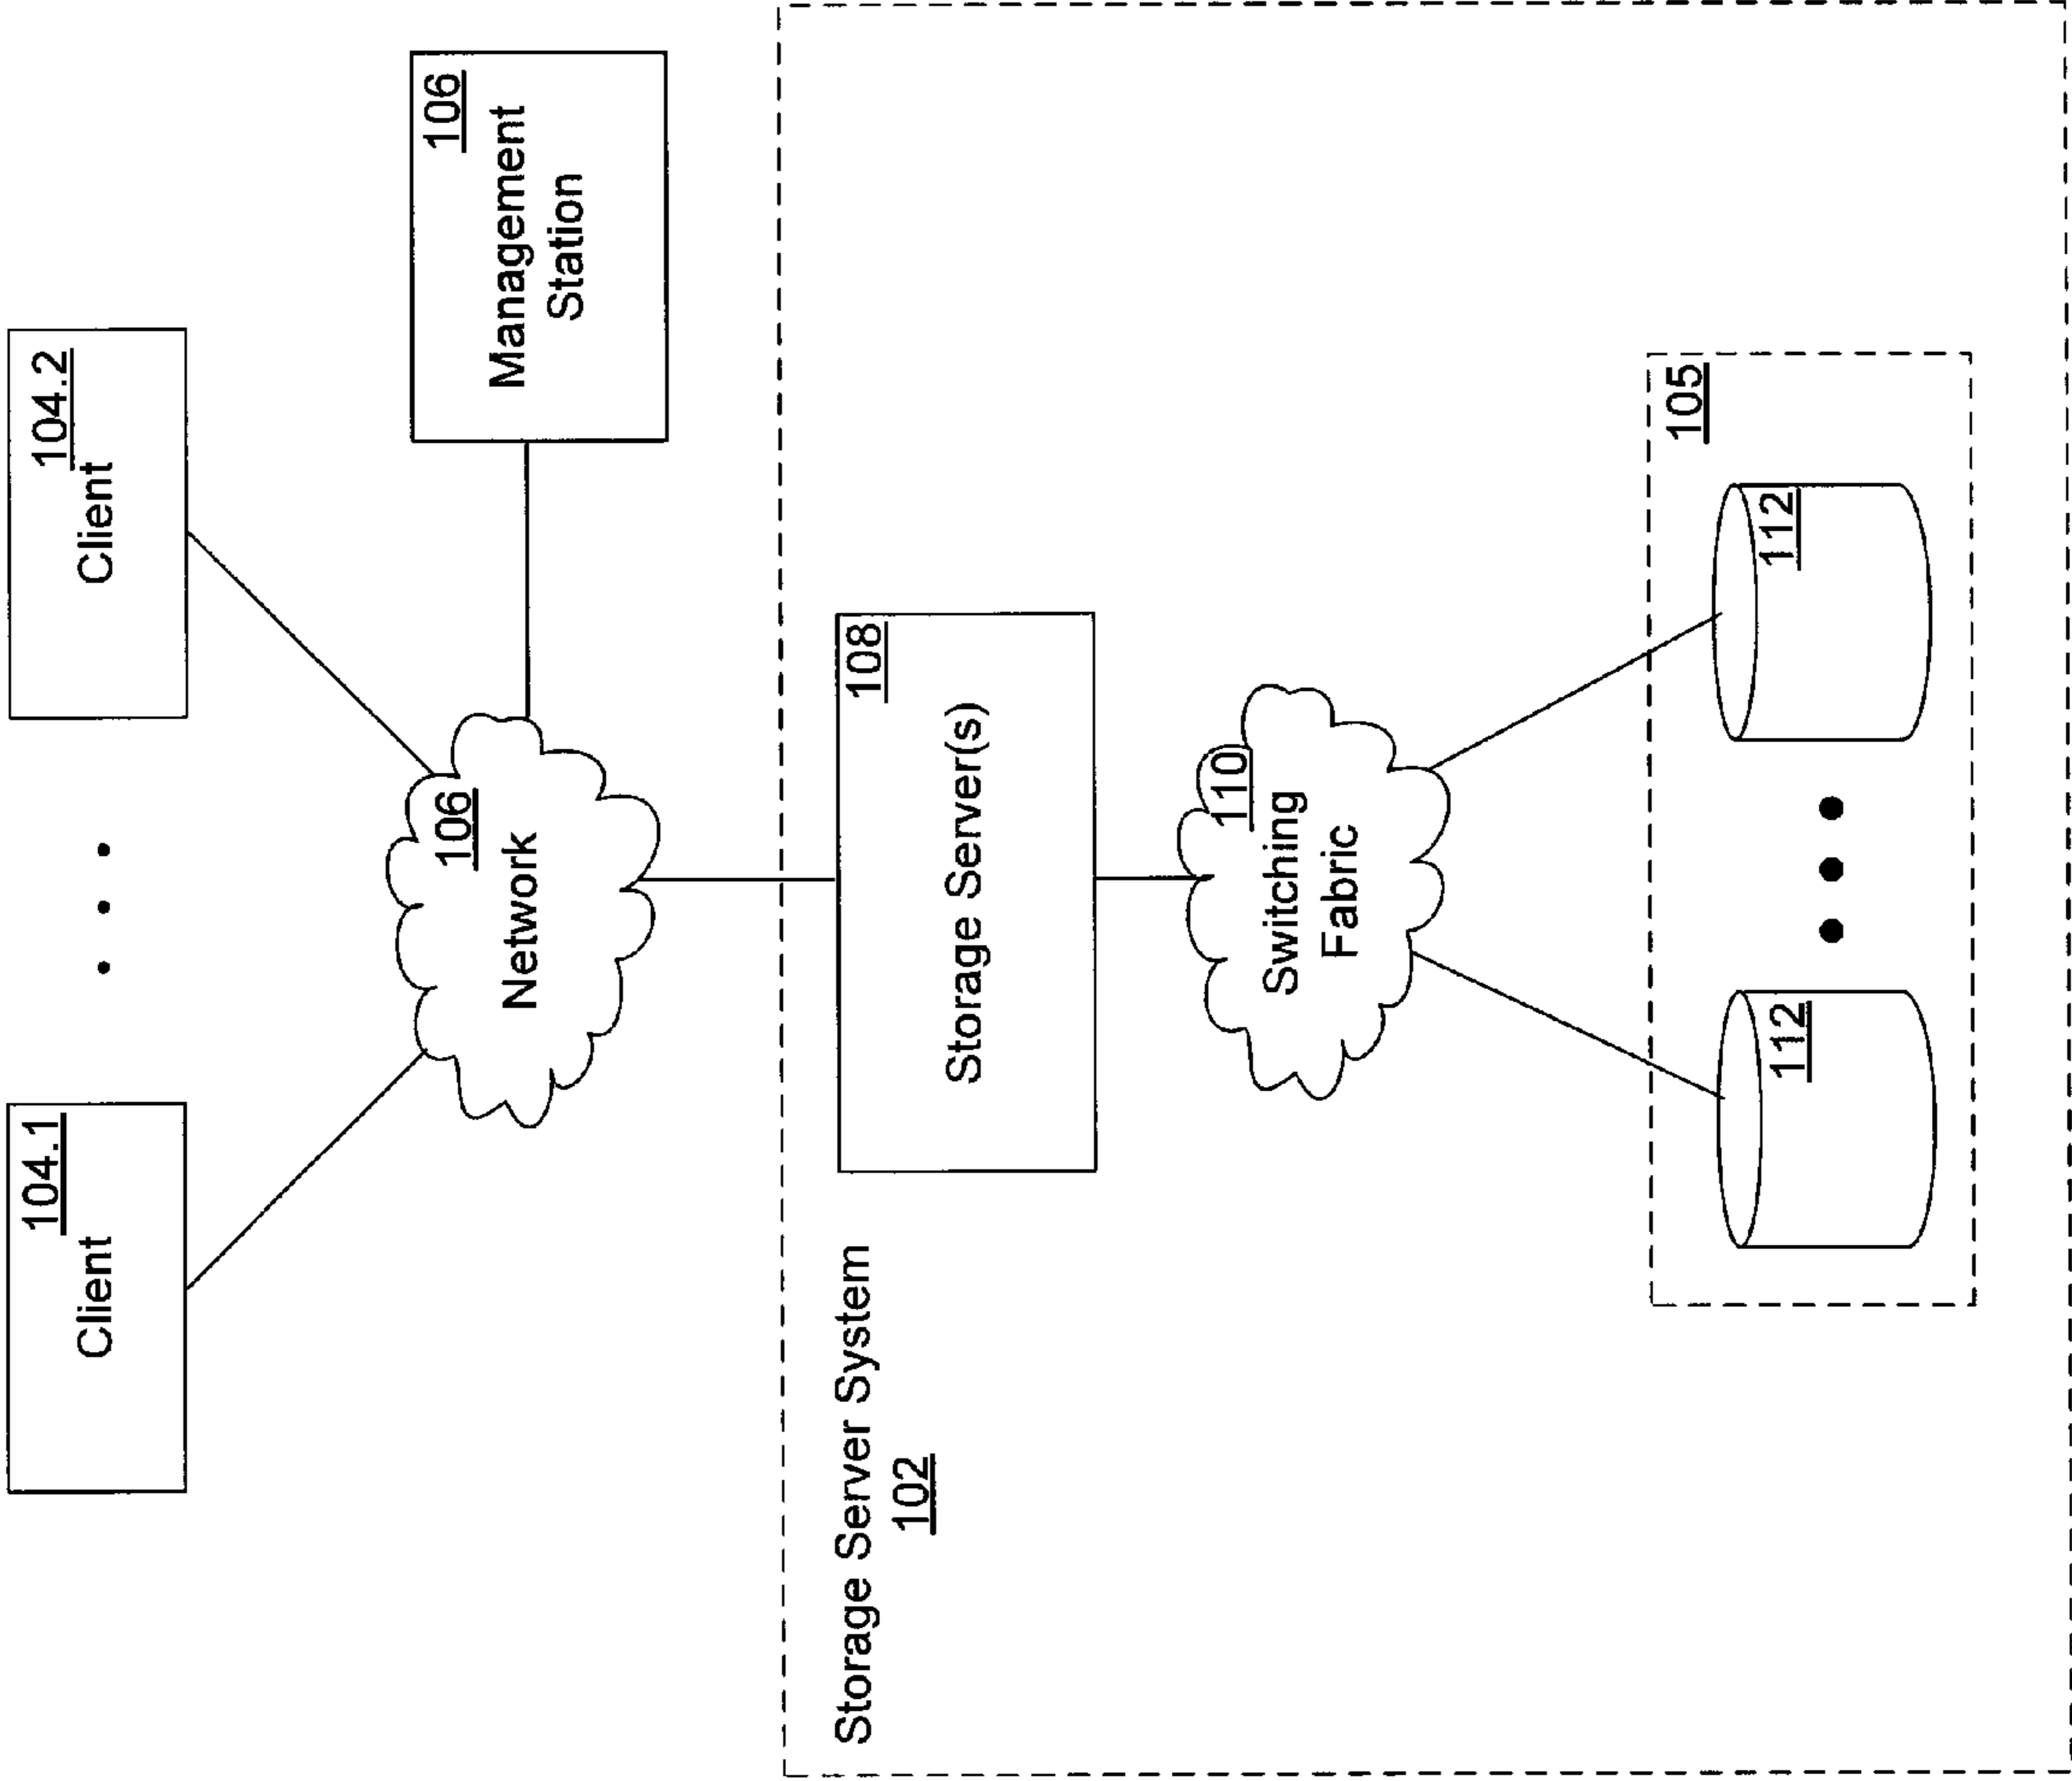 104.1
Client
104.2
Client
106
Network
106
Management
Station
Storage Server System
102
108
Storage Server(s)
110
Switching
Fabric
105
112
112